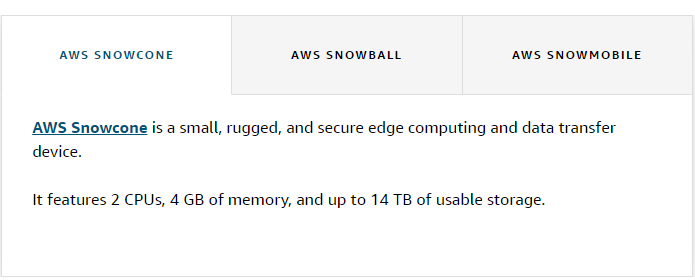 AWS SNOWCONE
AWS SNOWBALL
AWS SNOWMOBILE
AWS Snowcone is a small, rugged, and secure edge computing and data transfer
device.
It features 2 CPUs, 4 GB of memory, and up to 14 TB of usable storage.